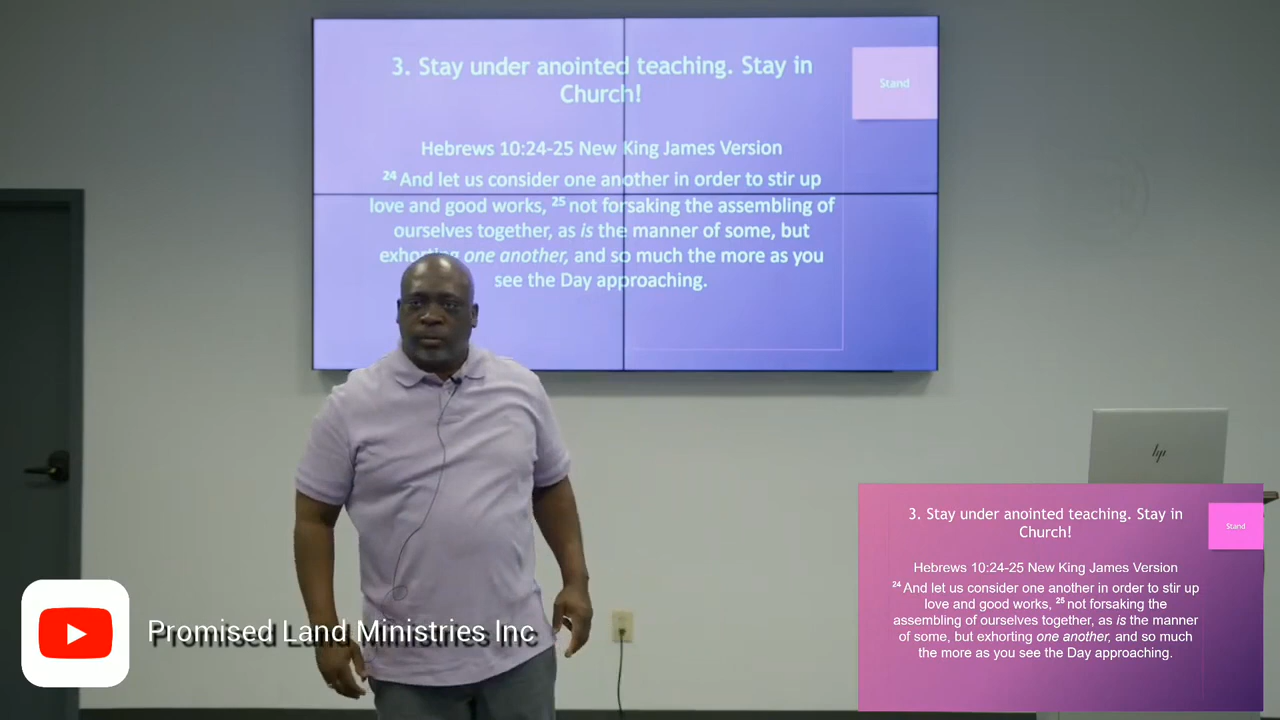 3. Stay under anointed teaching. Stay in
Church!
Stand
Hebrews 10:24-25 New King James Version
24 And let us consider one another in order to stir up
love and good works, 25 not forsaking the assembling of
ourselves together, as is the manner of some, but
exhorting one another, and so much the more as you
see the Day approaching.
hp
3. Stay under anointed teaching. Stay in
Church!
Stand
Hebrews 10:24-25 New King James Version
24 And let us consider one another in order to stir up
love and good works, 25 not forsaking the
assembling of ourselves together, as is the manner
of some, but exhorting one another, and so much
the more as you see the Day approaching.
Promised Land Ministries Inc